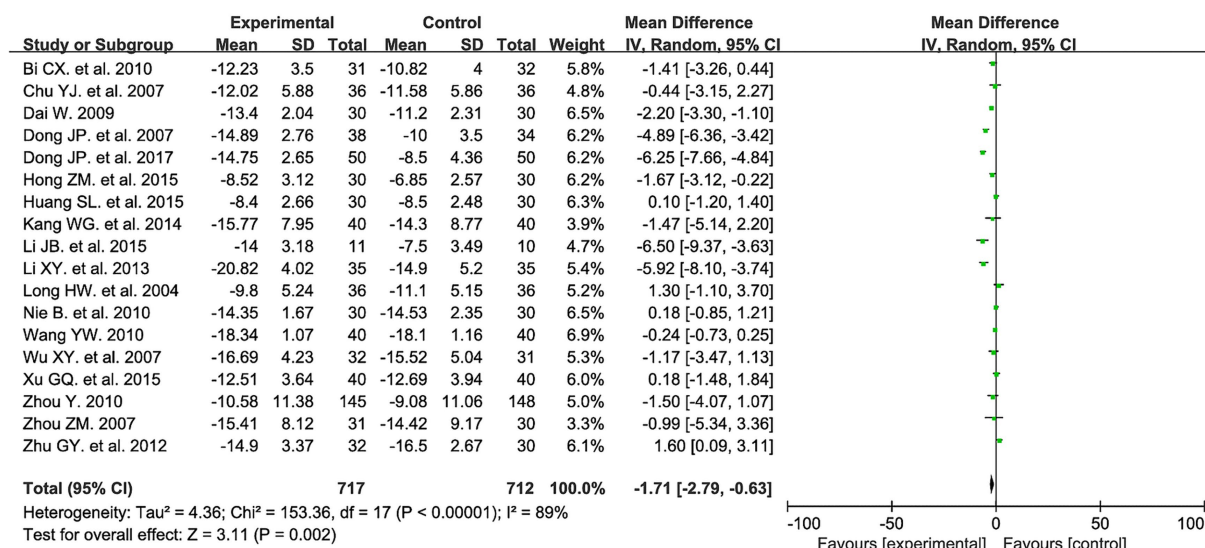 Experimental Control Mean Difference Mean Difference
Study or Subgroup Mean SD Total Mean SD Total Weight IV, Random, 95% CI IV, Random, 95% CI
Bi CX. et al. 2010 -12.23 3.5 31 -10.82 4 32 5.8% -1.41 [-3.26, 0.44]
Chu YJ. et al. 2007 -12.02 5.88 36 -11.58 5.86 36 4.8% -0.44 [-3.15, 2.27]
Dai W. 2009 -13.4 2.04 30 -11.2 2.31 30 6.5% -2.20 [-3.30, -1.10]
Dong JP. et al. 2007 -14.89 2.76 38 -10 3.5 34 6.2% -4.89 [-6.36, -3.42]
Dong JP. et al. 2017 -14.75 2.65 50 -8.5 4.36 50 6.2% -6.25 [-7.66, -4.84]
Hong ZM. et al. 2015 -8.52 3.12 30 -6.85 2.57 30 6.2% -1.67 [-3.12, -0.22]
Huang SL. et al. 2015 -8.4 2.66 30 -8.5 2.48 30 6.3% 0.10 [-1.20, 1.40]
Kang WG. et al. 2014 -15.77 7.95 40 -14.3 8.77 40 3.9% -1.47 [-5.14, 2.20]
Li JB. et al. 2015 -14 3.18 11 -7.5 3.49 10 4.7% -6.50 [-9.37, -3.63]
Li XY. et al. 2013 -20.82 4.02 35 -14.9 5.2 35 5.4% -5.92 [-8.10, -3.74]
Long HW. et al. 2004 -9.8 5.24 36 -11.1 5.15 36 5.2% 1.30 [-1.10, 3.70]
Nie B. et al. 2010 -14.35 1.67 30 -14.53 2.35 30 6.5% 0.18 [-0.85, 1.21]
Wang YW. 2010 -18.34 1.07 40 -18.1 1.16 40 6.8% -0.24 [-0.73, 0.25]
Wu XY. et al. 2007 -16.69 4.23 32 -15.52 5.04 31 5.3% -1.17 [-3.47, 1.13]
Xu GQ. et al. 2015 -12.51 3.64 40 -12.69 3.94 40 6.0% 0.18 [-1.48, 1.84]
Zhou Y. 2010 -10.58 11.38 145 -9.08 11.06 148 5.0% -1.50 [-4.07, 1.07]
Zhou ZM. 2007 -15.41 8.12 31 -14.42 9.17 30 3.3% -0.99 [-5.34, 3.36]
Zhu GY. et al. 2012 -14.9 3.37 32 -16.5 2.67 30 6.1% 1.60 [0.09, 3.11]
Total (95% CI) 717 712 100.0% -1.71 [-2.79, -0.63]
Heterogeneity: Tau² = 4.36; Chi² = 153.36, df = 17 (P < 0.00001); I² = 89%
Test for overall effect: Z = 3.11 (P = 0.002)
-100 -50 0 50 100
Favours [experimental] Favours [control]